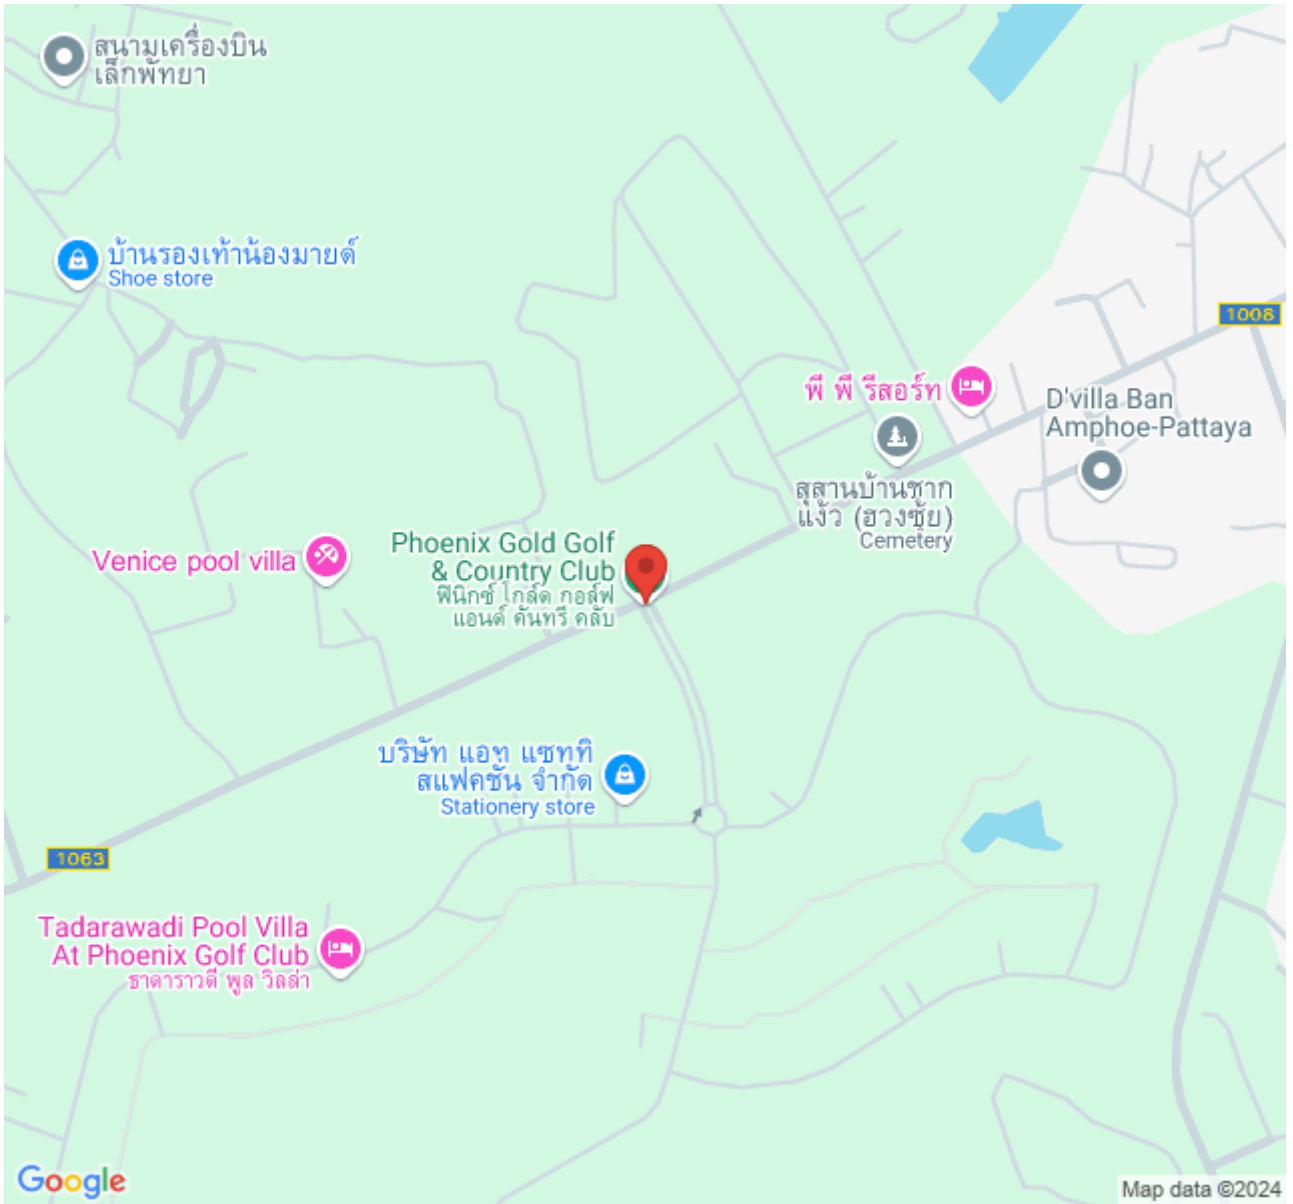 สนามเครื่องบิน
เล็กพัทยา
บ้านรองเท้าน้องมายด์
Shoe store
1008
พี พี รีสอร์ท
D'villa Ban
Amphoe-Pattaya
สุสานบ้านชาก
แง้ว (ฮวงซุ้ย)
Cemetery
Phoenix Gold Golf
& Country Club
ฟีนิกซ์ โกล์ด กอล์ฟ
แอนด์ คันทรี คลับ
Venice pool villa
บริษัท แอท แซททิ
สแฟคชั่น จำกัด
Stationery store
1063
Tadarawadi Pool Villa
At Phoenix Golf Club
ธาดาราวดี พูล วิลล่า
Google
Map data ©2024